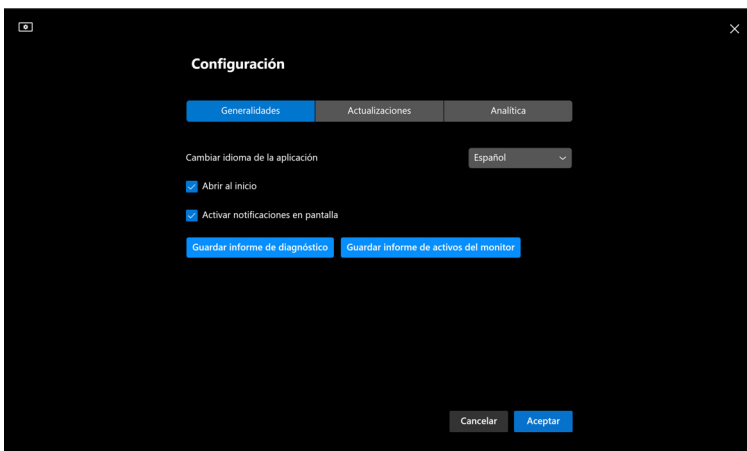 Configuración
Generalidades Actualizaciones Analítica
Cambiar idioma de la aplicación Español
Abrir al inicio
Activar notificaciones en pantalla
Guardar informe de diagnóstico Guardar informe de activos del monitor
Cancelar Aceptar